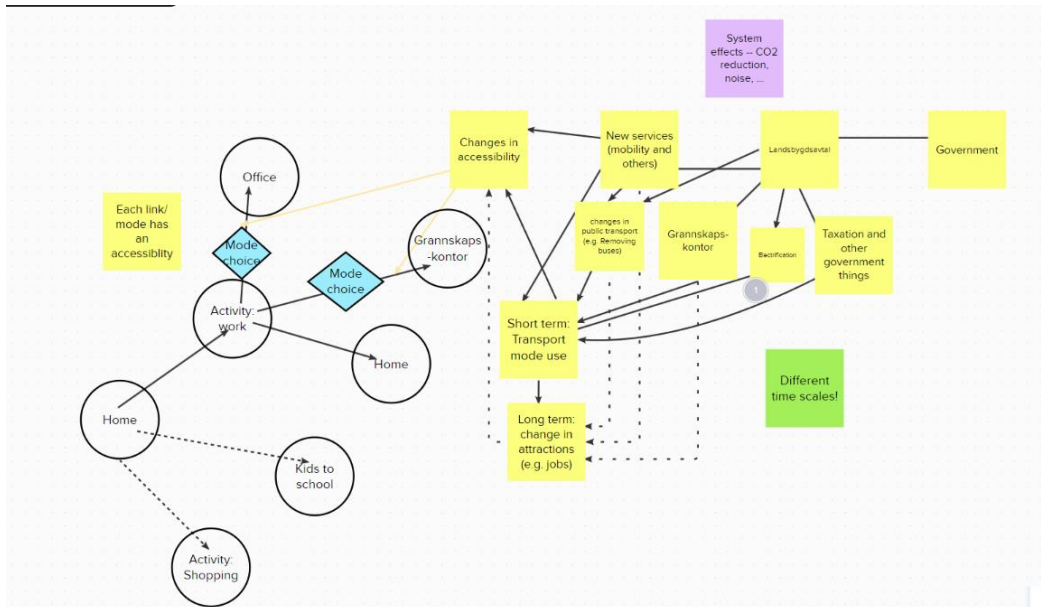 System
effects -- CO2
reduction,
noise, ...
Changes in
accessibility
New services
(mobility and
others)
Landsbygdsavtal
Government
Office
Each link/
mode has
an
accessiblity
Mode
choice
Grannskaps
-kontor
Mode
choice
changes in
public transport
(e.g. Removing
buses)
Grannskaps-
kontor
Electrification
Taxation and
other
government
things
1
Activity:
work
Home
Short term:
Transport
mode use
Home
Different
time scales!
Long term:
change in
attractions
(e.g. jobs)
Kids to
school
Activity:
Shopping